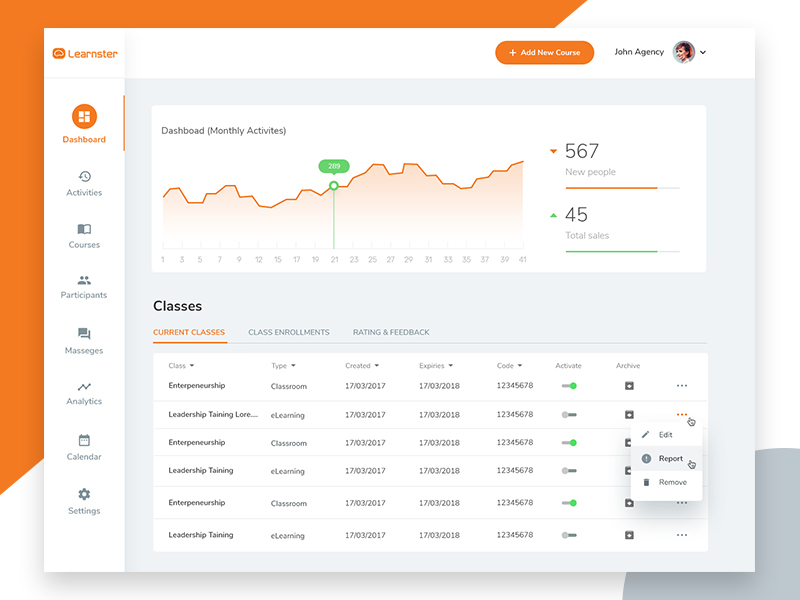 Learnster
+ Add New Course
John Agency
Dashboard
Activities
Courses
Participants
Masseges
Analytics
Calendar
Settings
Dashboad (Monthly Activites)
289
1 3 5 7 9 12 15 17 19 21 23 25 27 29 31 33 35 37 39 41
567
New people
45
Total sales
Classes
CURRENT CLASSES CLASS ENROLLMENTS RATING & FEEDBACK
Class Type Created Expiries Code Activate Archive
Enterpeneurship Classroom 17/03/2017 17/03/2018 12345678
Leadership Taining Lore... eLearning 17/03/2017 17/03/2018 12345678
Enterpeneurship Classroom 17/03/2017 17/03/2018 12345678
Leadership Taining eLearning 17/03/2017 17/03/2018 12345678
Enterpeneurship Classroom 17/03/2017 17/03/2018 12345678
Leadership Taining eLearning 17/03/2017 17/03/2018 12345678
Edit
Report
Remove